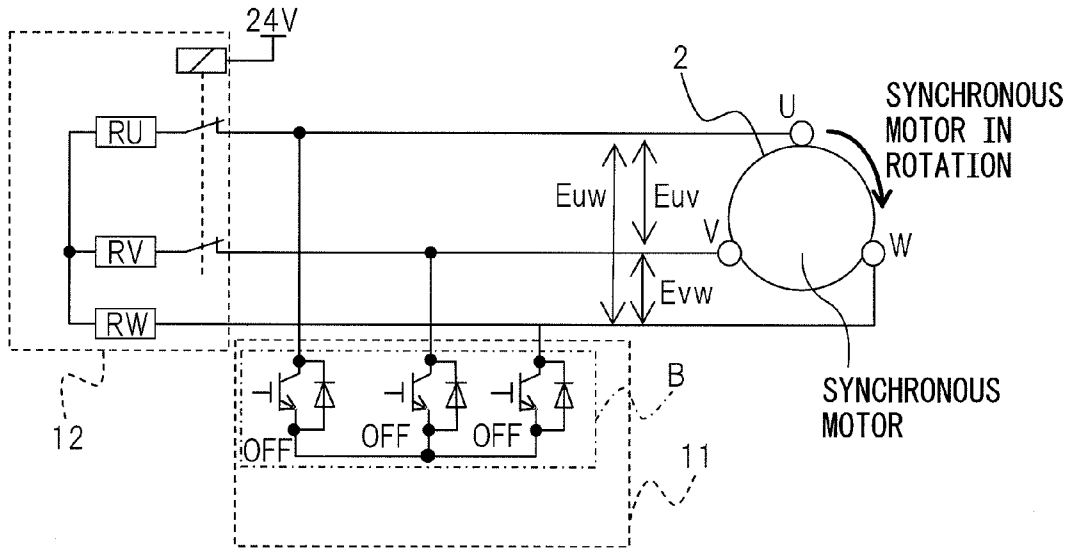 24V
2
U
SYNCHRONOUS
MOTOR IN
ROTATION
RU
Euw
Euv
RV
V
W
Evw
RW
12
B
SYNCHRONOUS
MOTOR
OFF
OFF
OFF
11